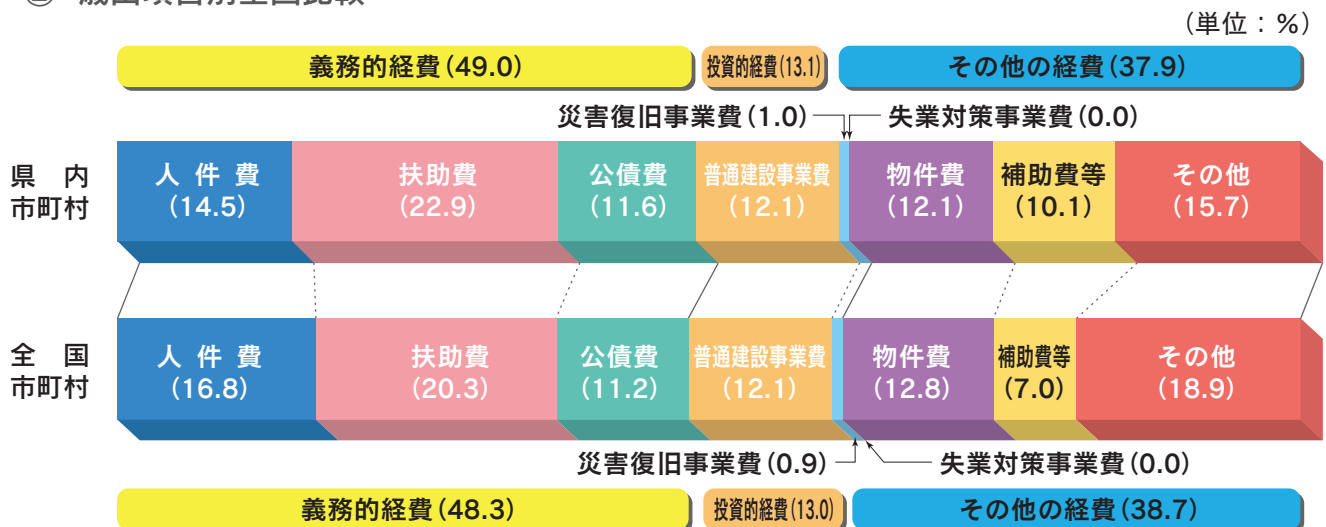 (単位：%)
義務的経費(49.0)
投資的経費(13.1)
その他の経費(37.9)
災害復旧事業費(1.0)
失業対策事業費(0.0)
県内
市町村
人件費
(14.5)
扶助費
(22.9)
公債費
(11.6)
普通建設事業費
(12.1)
物件費
(12.1)
補助費等
(10.1)
その他
(15.7)
全国
市町村
人件費
(16.8)
扶助費
(20.3)
公債費
(11.2)
普通建設事業費
(12.1)
物件費
(12.8)
補助費等
(7.0)
その他
(18.9)
災害復旧事業費(0.9)
失業対策事業費(0.0)
義務的経費(48.3)
投資的経費(13.0)
その他の経費(38.7)